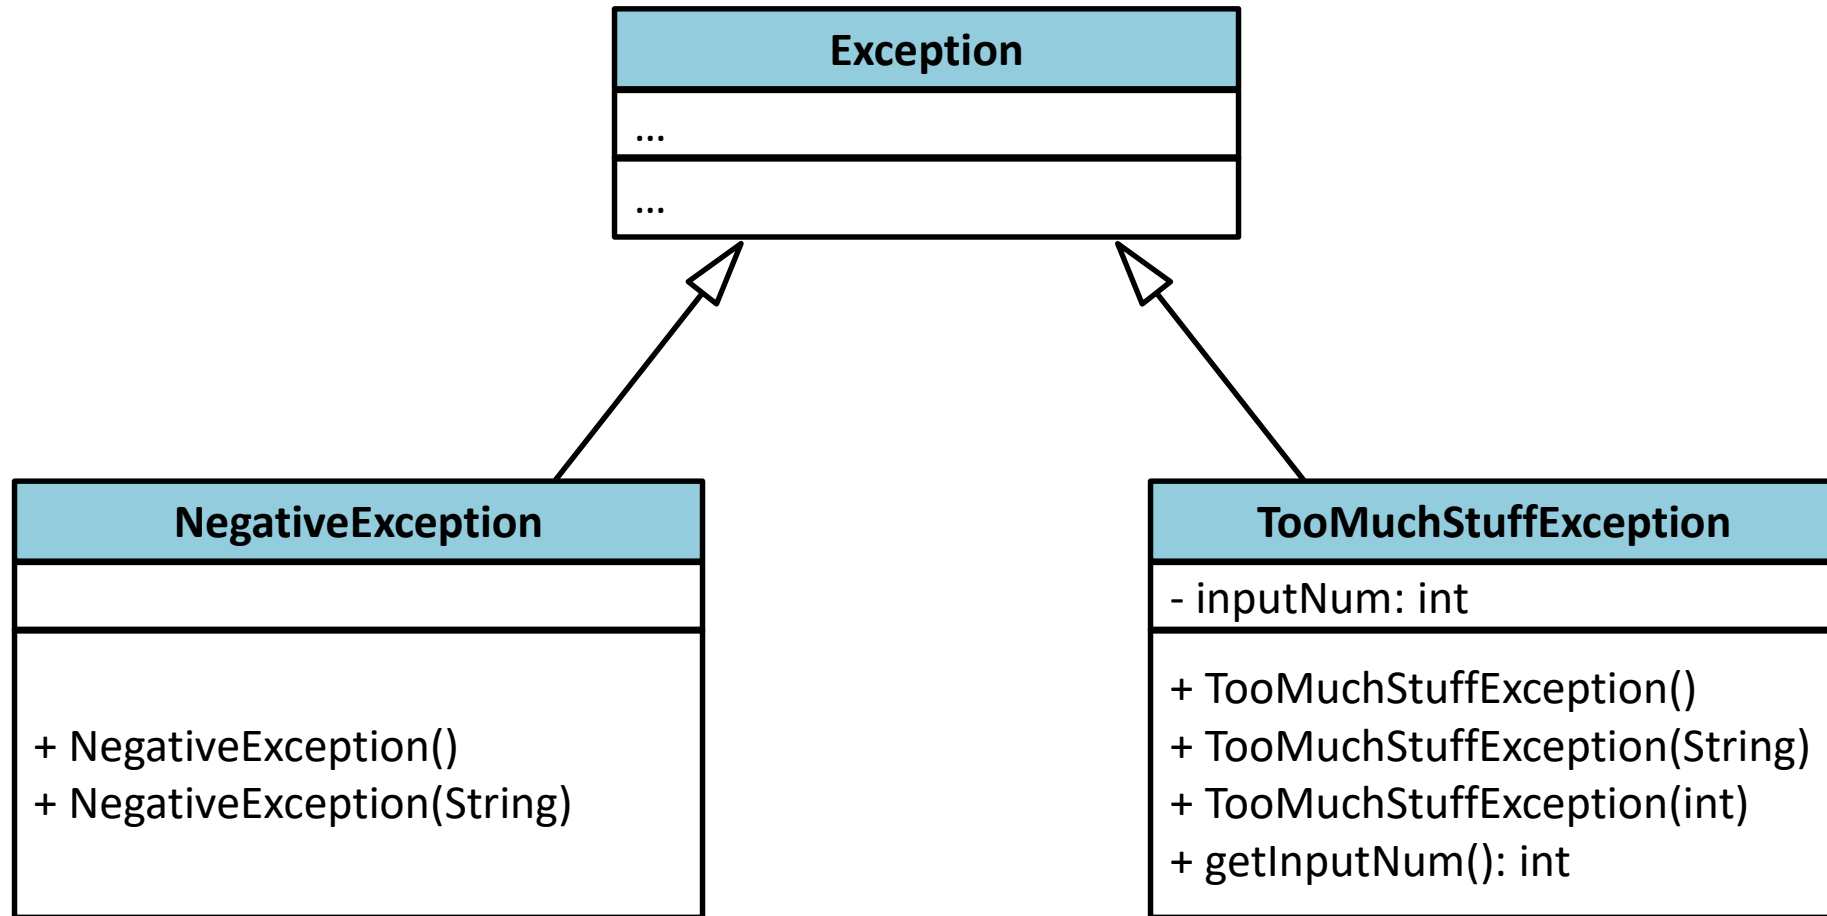 Exception
...
...
NegativeException
+ NegativeException()
+ NegativeException(String)
TooMuchStuffException
- inputNum: int
+ TooMuchStuffException()
+ TooMuchStuffException(String)
+ TooMuchStuffException(int)
+ getInputNum(): int